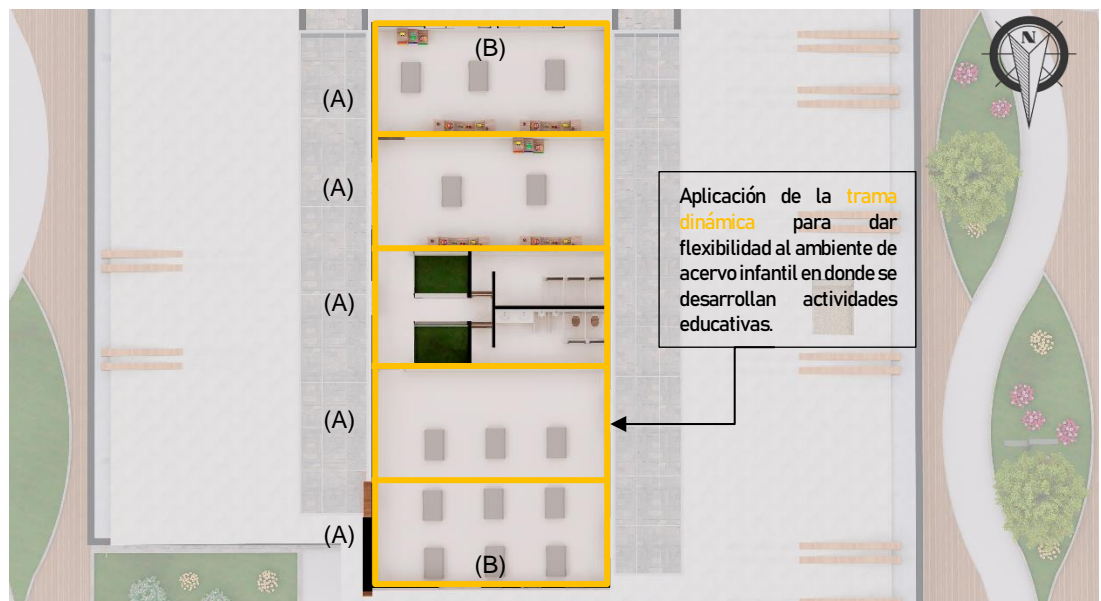 (B)
N
(A)
(A)
Aplicación de la trama
dinámica para dar
flexibilidad al ambiente de
acervo infantil en donde se
desarrollan actividades
educativas.
(A)
(A)
(A)
(B)